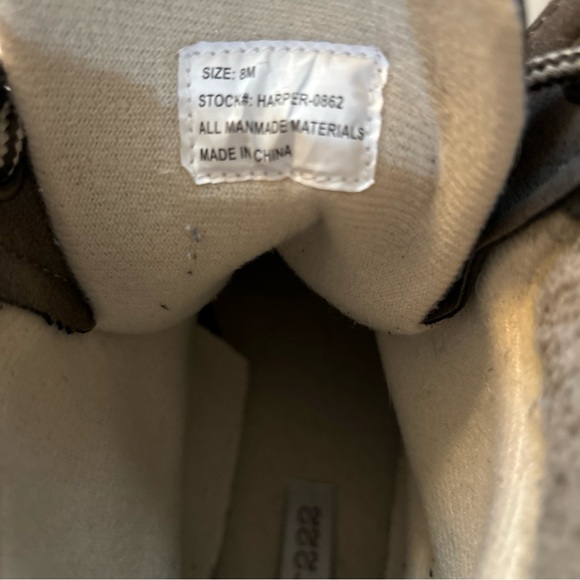 SIZE: 8M
STOCK#: HARPER-0862
ALL MANMADE MATERIALS
MADE IN CHINA